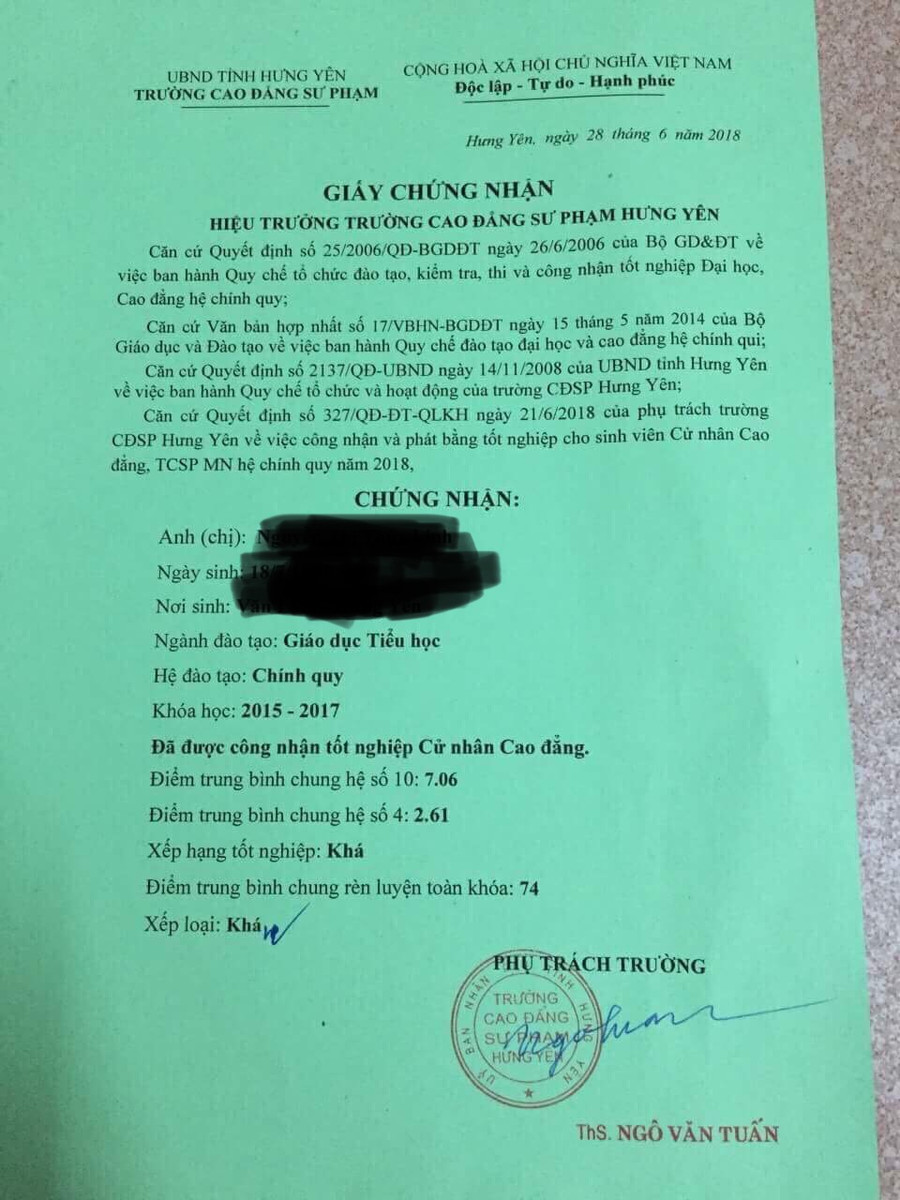 UBND TỈNH HƯNG YÊN
TRƯỜNG CAO ĐẲNG SƯ PHẠM
CỘNG HOÀ XÃ HỘI CHỦ NGHĨA VIỆT NAM
Độc lập - Tự do - Hạnh phúc
Hưng Yên, ngày 28 tháng 6 năm 2018
GIẤY CHỨNG NHẬN
HIỆU TRƯỞNG TRƯỜNG CAO ĐẲNG SƯ PHẠM HƯNG YÊN
Căn cứ Quyết định số 25/2006/QĐ-BGDĐT ngày 26/6/2006 của Bộ GD&ĐT về
việc ban hành Quy chế tổ chức đào tạo, kiểm tra, thi và công nhận tốt nghiệp Đại học,
Cao đẳng hệ chính quy;
Căn cứ Văn bản hợp nhất số 17/VBHN-BGDĐT ngày 15 tháng 5 năm 2014 của Bộ
Giáo dục và Đào tạo về việc ban hành Quy chế đào tạo đại học và cao đẳng hệ chính qui;
Căn cứ Quyết định số 2137/QĐ-UBND ngày 14/11/2008 của UBND tỉnh Hưng Yên
về việc ban hành Quy chế tổ chức và hoạt động của trường CĐSP Hưng Yên;
Căn cứ Quyết định số 327/QĐ-ĐT-QLKH ngày 21/6/2018 của phụ trách trường
CĐSP Hưng Yên về việc công nhận và phát bằng tốt nghiệp cho sinh viên Cử nhân Cao
đẳng, TCSP MN hệ chính quy năm 2018,
CHỨNG NHẬN:
Anh (chị):
Ngày sinh: 18/
Nơi sinh:
Ngành đào tạo: Giáo dục Tiểu học
Hệ đào tạo: Chính quy
Khóa học: 2015 - 2017
Đã được công nhận tốt nghiệp Cử nhân Cao đẳng.
Điểm trung bình chung hệ số 10: 7.06
Điểm trung bình chung hệ số 4: 2.61
Xếp hạng tốt nghiệp: Khá
Điểm trung bình chung rèn luyện toàn khóa: 74
Xếp loại: Khá
PHỤ TRÁCH TRƯỜNG
UỶ BAN NHÂN TỈNH HƯNG YÊN
TRƯỜNG
CAO ĐẲNG
SƯ PHẠM
HƯNG YÊN
ThS. NGÔ VĂN TUẤN